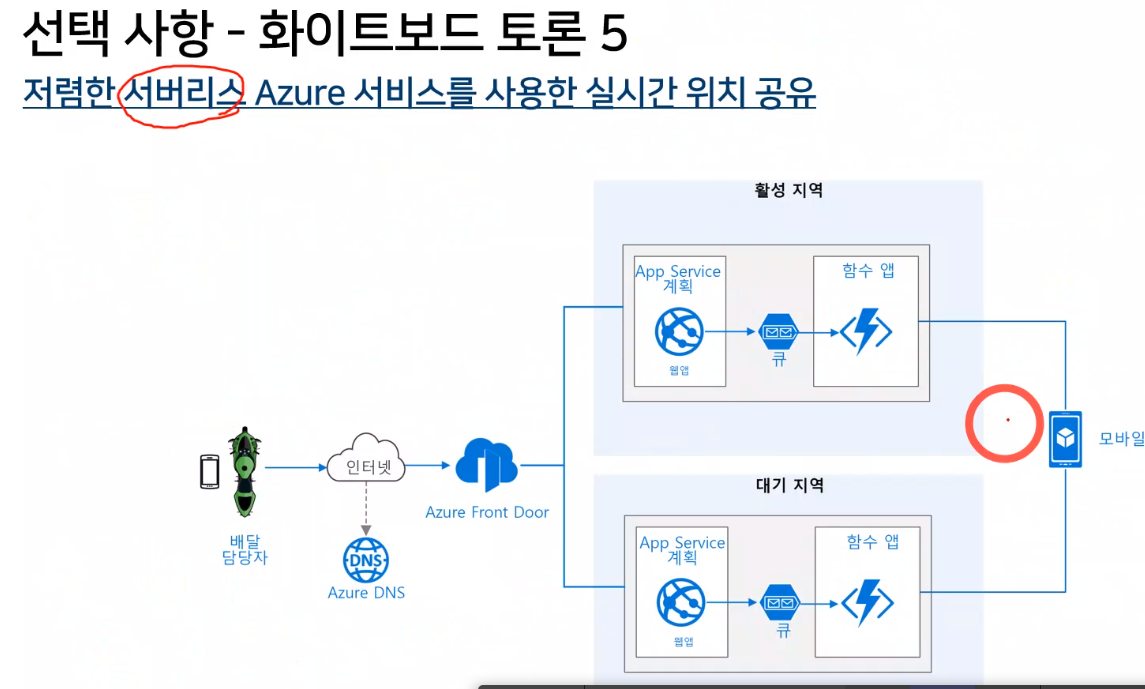 선택 사항 - 화이트보드 토론 5
저렴한 서버리스 Azure 서비스를 사용한 실시간 위치 공유
활성 지역
App Service
계획
웹앱
큐
함수 앱
배달
담당자
인터넷
DNS
Azure DNS
Azure Front Door
모바일
대기 지역
App Service
계획
웹앱
큐
함수 앱